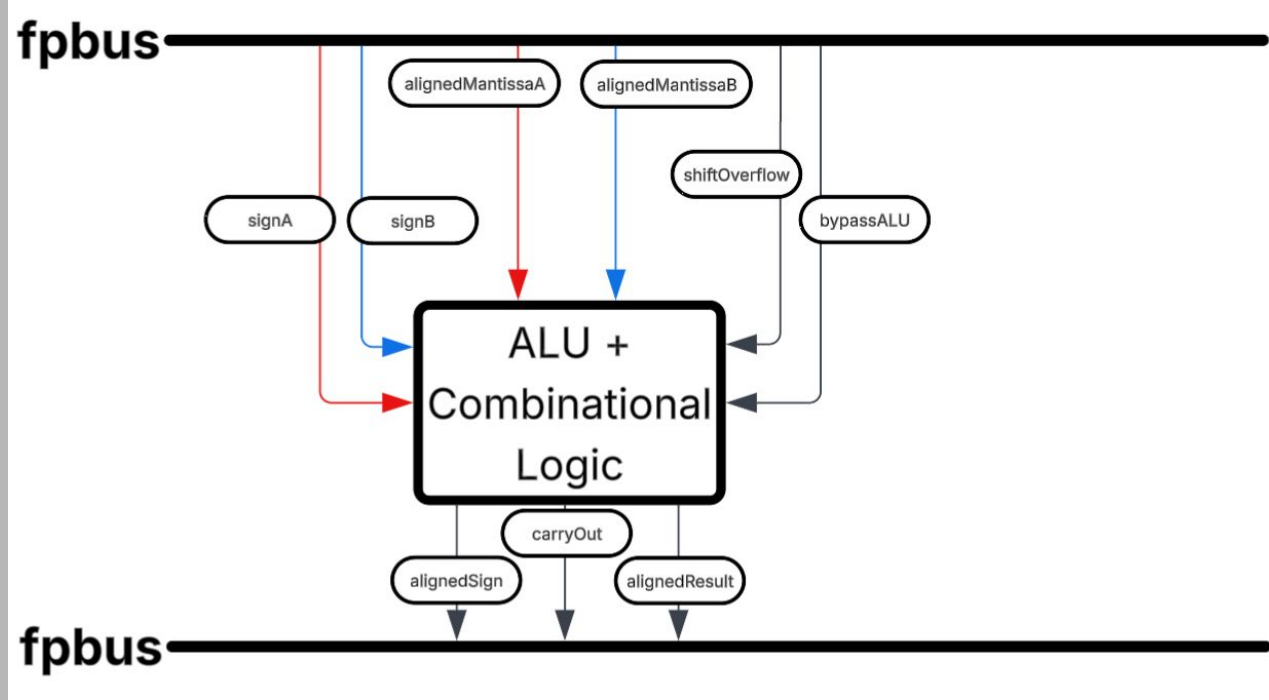 fpbus
alignedMantissaA
alignedMantissaB
shiftOverflow
signA
signB
bypassALU
ALU +
Combinational
Logic
carryOut
alignedSign
alignedResult
fpbus